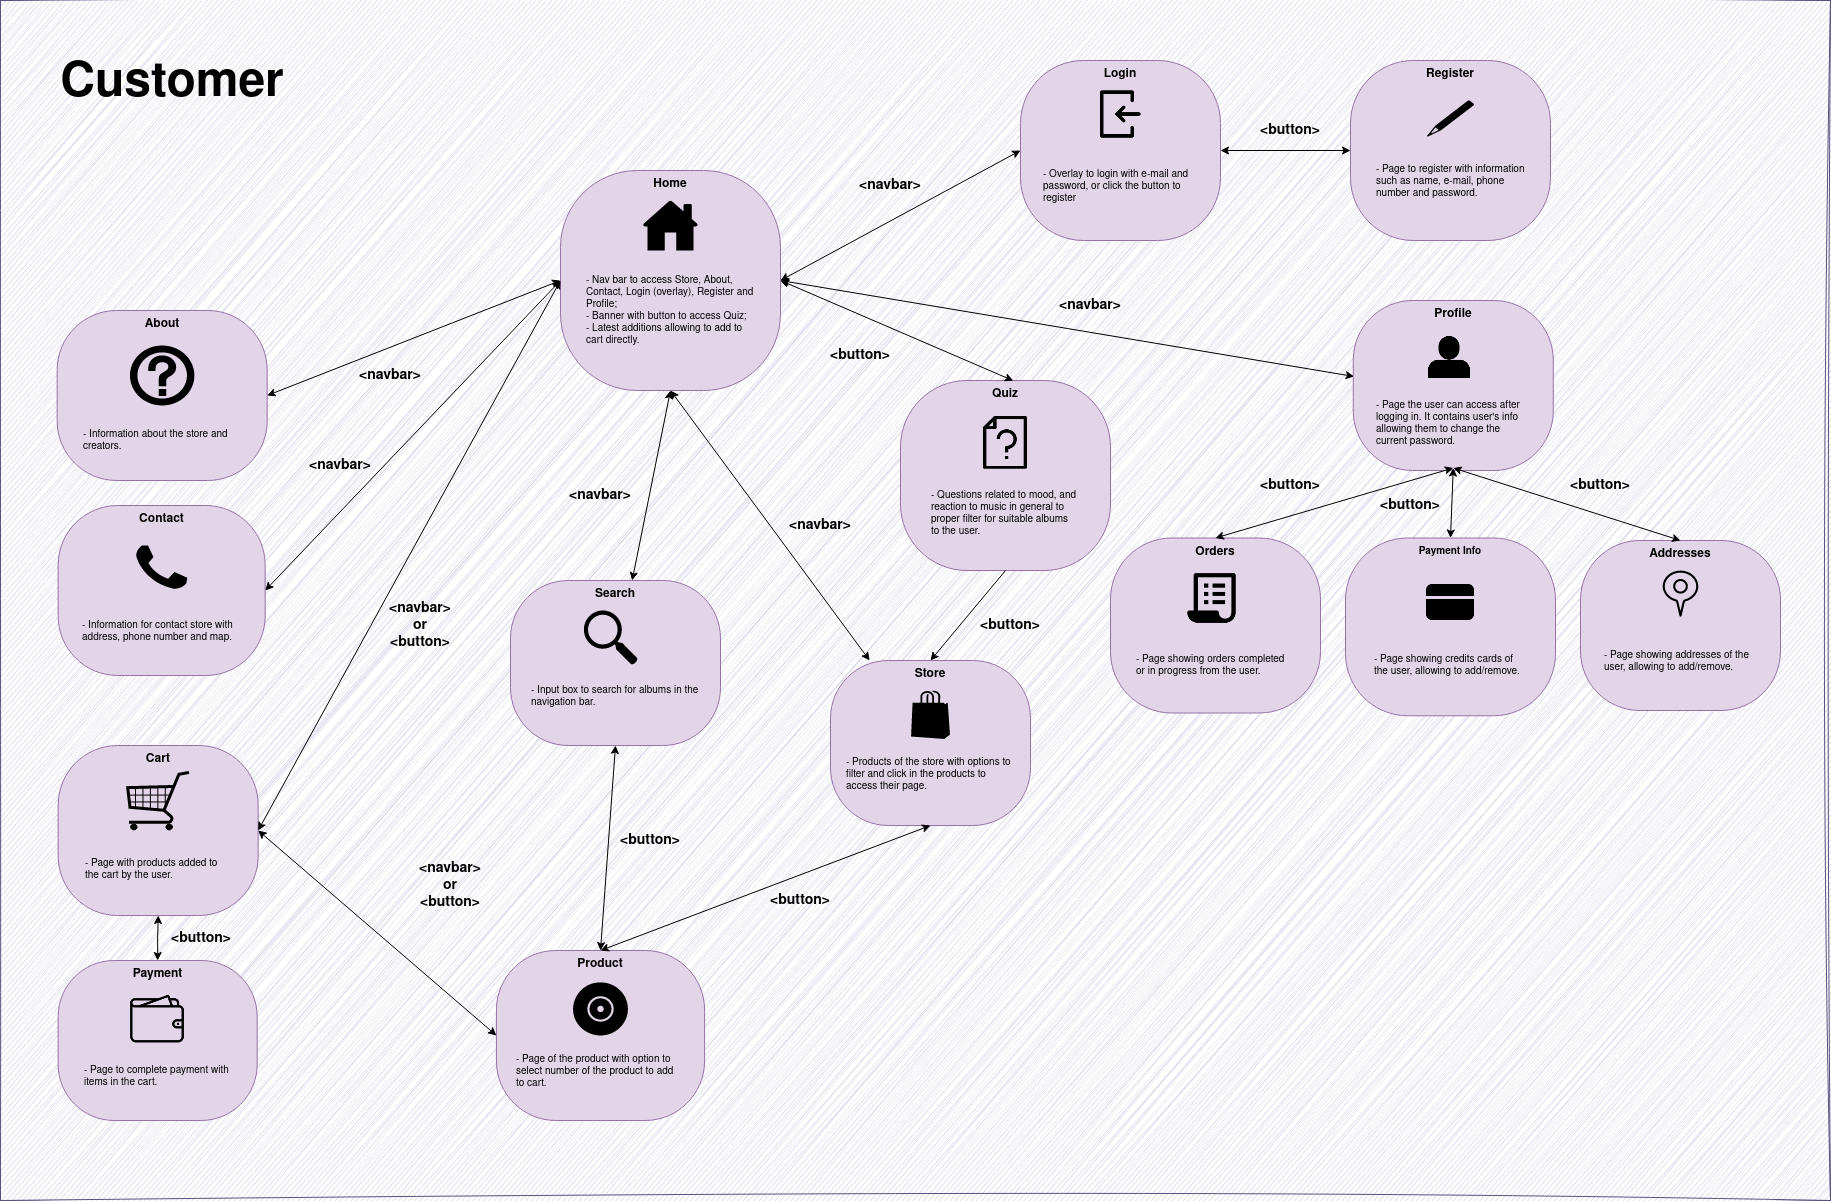 Customer
Login
- Overlay to login with e-mail and
password, or click the button to
register
<button>
Register
- Page to register with information
such as name, e-mail, phone
number and password.
<navbar>
Home
- Nav bar to access Store, About,
Contact, Login (overlay), Register and
Profile;
- Banner with button to access Quiz;
- Latest additions allowing to add to
cart directly.
<navbar>
<button>
Profile
- Page the user can access after
logging in. It contains user's info
allowing them to change the
current password.
About
- Information about the store and
creators.
<navbar>
<navbar>
Quiz
- Questions related to mood, and
reaction to music in general to
proper filter for suitable albums
to the user.
<button>
<button>
<button>
Contact
- Information for contact store with
address, phone number and map.
<navbar>
<navbar>
<navbar>
or
<button>
Search
- Input box to search for albums in the
navigation bar.
<button>
Orders
- Page showing orders completed
or in progress from the user.
Payment Info
- Page showing credits cards of
the user, allowing to add/remove.
Addresses
- Page showing addresses of the
user, allowing to add/remove.
Store
- Products of the store with options to
filter and click in the products to
access their page.
Cart
- Page with products added to
the cart by the user.
<button>
<navbar>
or
<button>
<button>
<button>
Payment
- Page to complete payment with
items in the cart.
Product
- Page of the product with option to
select number of the product to add
to cart.